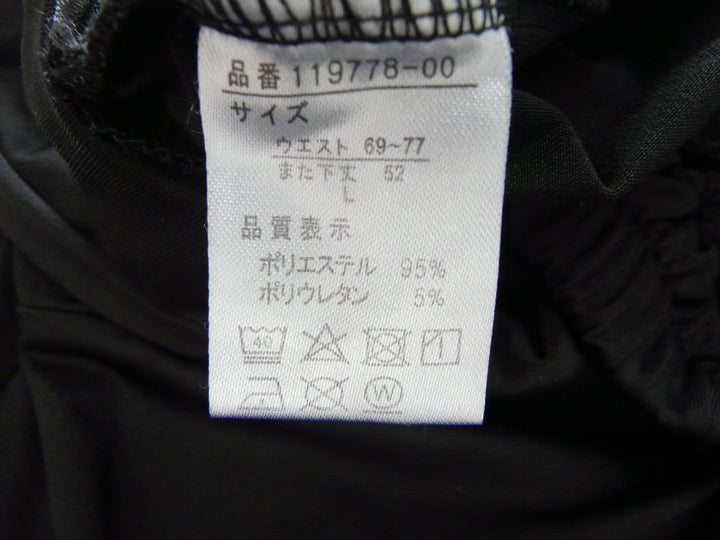 品番 119778-00
サイズ
ウエスト 69~77
また下丈 52
L
品質表示
ポリエステル 95%
ポリウレタン 5%
40
W